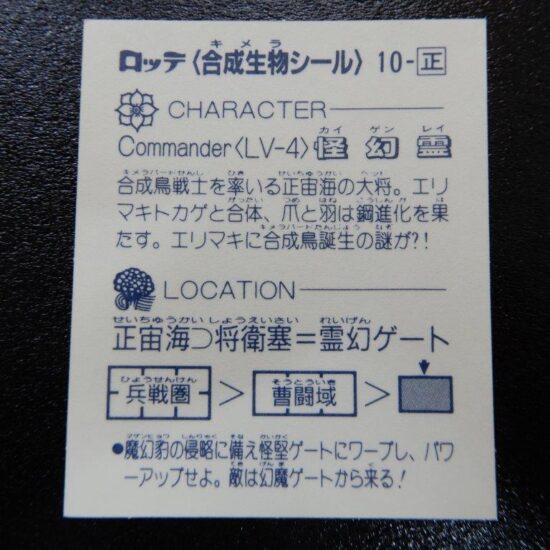 ロッテ〈合成生物シール〉10-正
CHARACTER
Commander〈LV-4〉怪幻霊
合成鳥戦士を率いる正宙海の大将。エリ
マキトカゲと合体、爪と羽は鋼進化を果
たす。エリマキに合成鳥誕生の謎が?!
LOCATION
正宙海⊃将衛塞=霊幻ゲート
兵戦圏>曹闘域>
●魔幻豹の侵略に備え怪堅ゲートにワープし、パワ
ーアップせよ。敵は幻魔ゲートから来る!